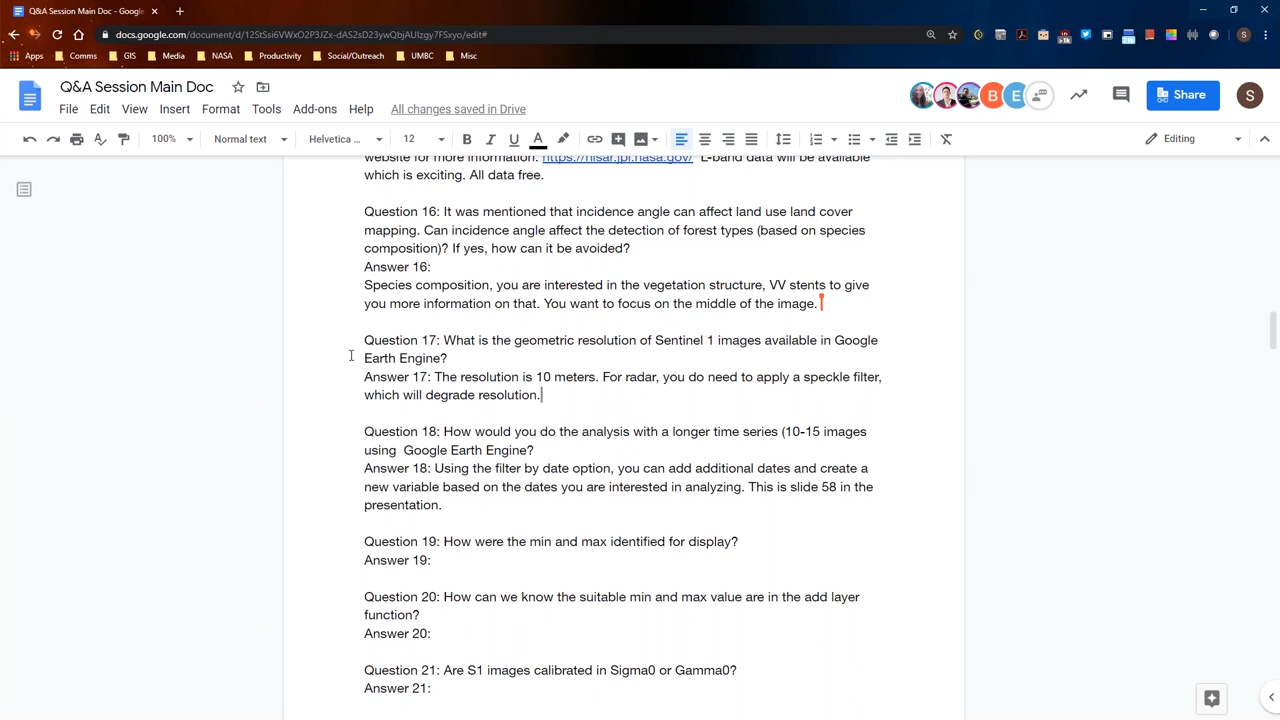 Q&A Session Main Doc - Google
docs.google.com/document/d/12StSsi6VWxO2P3JZx-dAS2sD23ywQbjAUIzgy7FSxyo/edit#
Apps Comms GIS Media NASA Productivity Social/Outreach UMBC Misc
Q&A Session Main Doc
B E
Share
S
File Edit View Insert Format Tools Add-ons Help All changes saved in Drive
100% Normal text Helvetica ... 12 B I U A Editing
website for more information. https://nisar.jpl.nasa.gov/ L-band data will be available
which is exciting. All data free.
Question 16: It was mentioned that incidence angle can affect land use land cover
mapping. Can incidence angle affect the detection of forest types (based on species
composition)? If yes, how can it be avoided?
Answer 16:
Species composition, you are interested in the vegetation structure, VV stents to give
you more information on that. You want to focus on the middle of the image.
Question 17: What is the geometric resolution of Sentinel 1 images available in Google
Earth Engine?
Answer 17: The resolution is 10 meters. For radar, you do need to apply a speckle filter,
which will degrade resolution.
Question 18: How would you do the analysis with a longer time series (10-15 images
using Google Earth Engine?
Answer 18: Using the filter by date option, you can add additional dates and create a
new variable based on the dates you are interested in analyzing. This is slide 58 in the
presentation.
Question 19: How were the min and max identified for display?
Answer 19:
Question 20: How can we know the suitable min and max value are in the add layer
function?
Answer 20:
Question 21: Are S1 images calibrated in Sigma0 or Gamma0?
Answer 21: